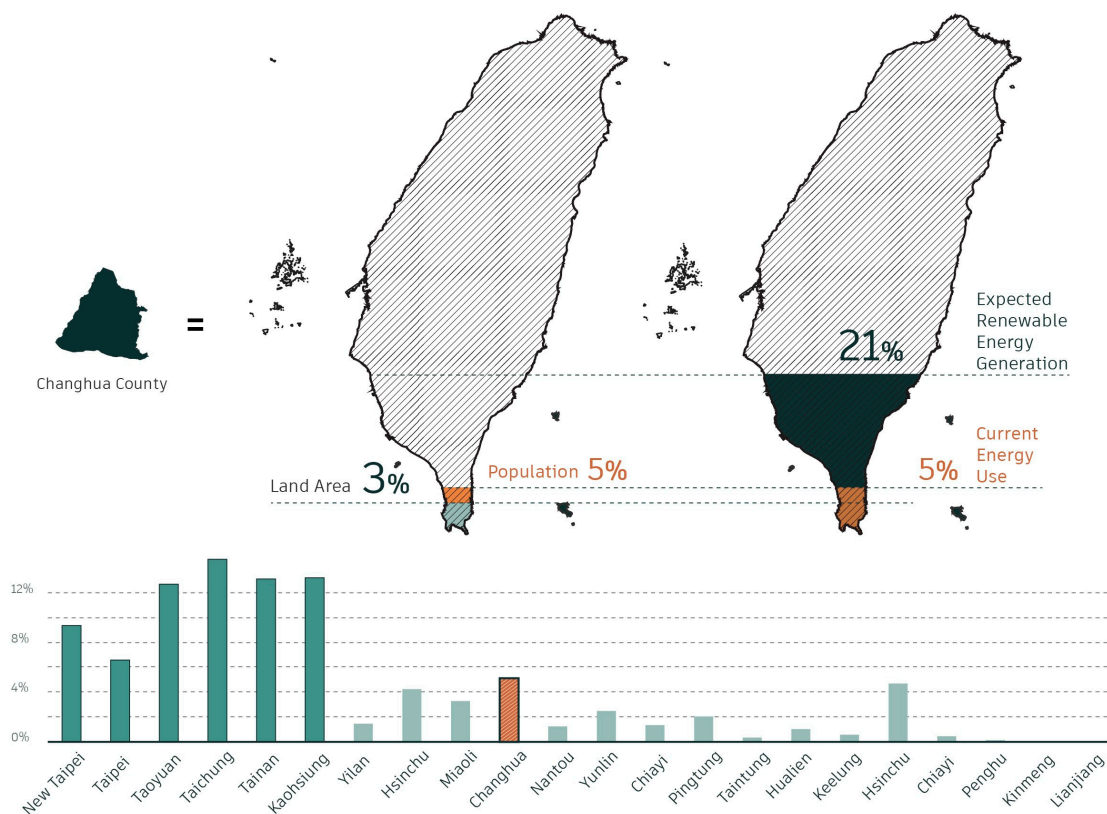 Changhua County
=
Land Area 3%
Population 5%
21%
Expected
Renewable
Energy
Generation
5%
Current
Energy
Use
12%
8%
4%
0%
New Taipei
Taipei
Taoyuan
Taichung
Tainan
Kaohsiung
Yilan
Hsinchu
Miaoli
Changhua
Nantou
Yunlin
Chiayi
Pingtung
Taintung
Hualien
Keelung
Hsinchu
Chiayi
Penghu
Kinmeng
Lianjiang